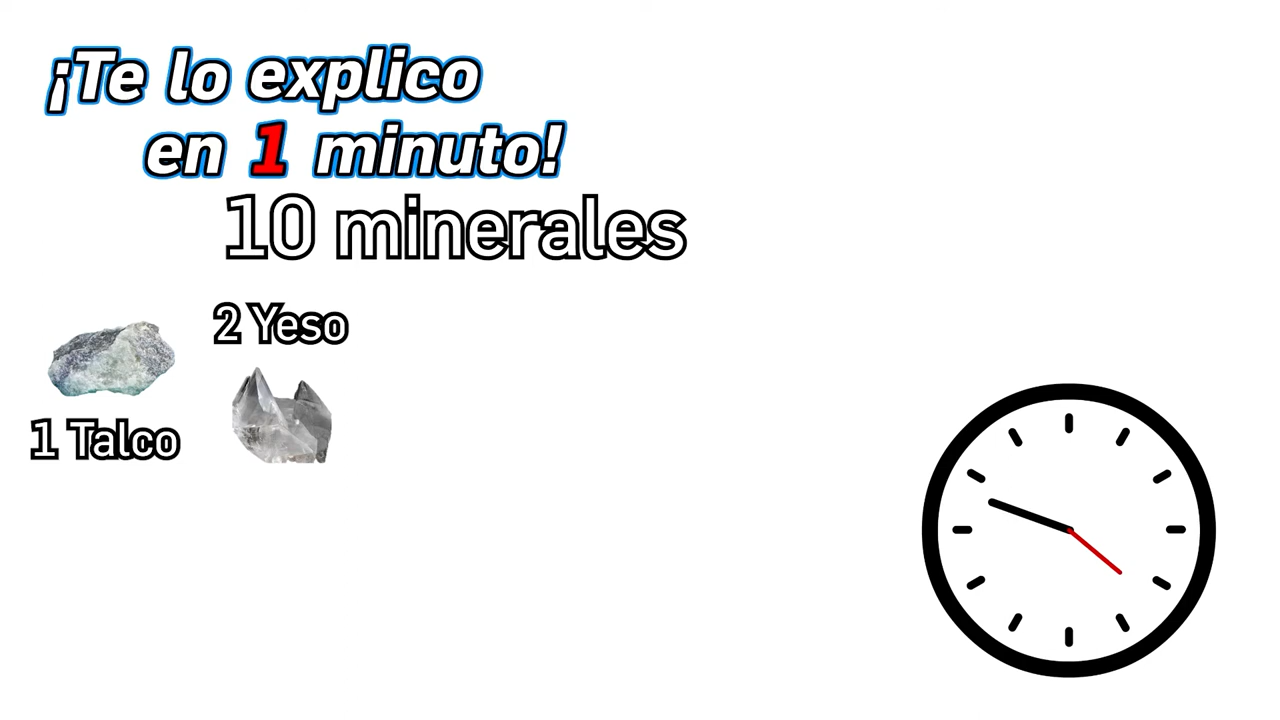 ¡Te lo explico
en 1 minuto!
10 minerales
2 Yeso
1 Talco